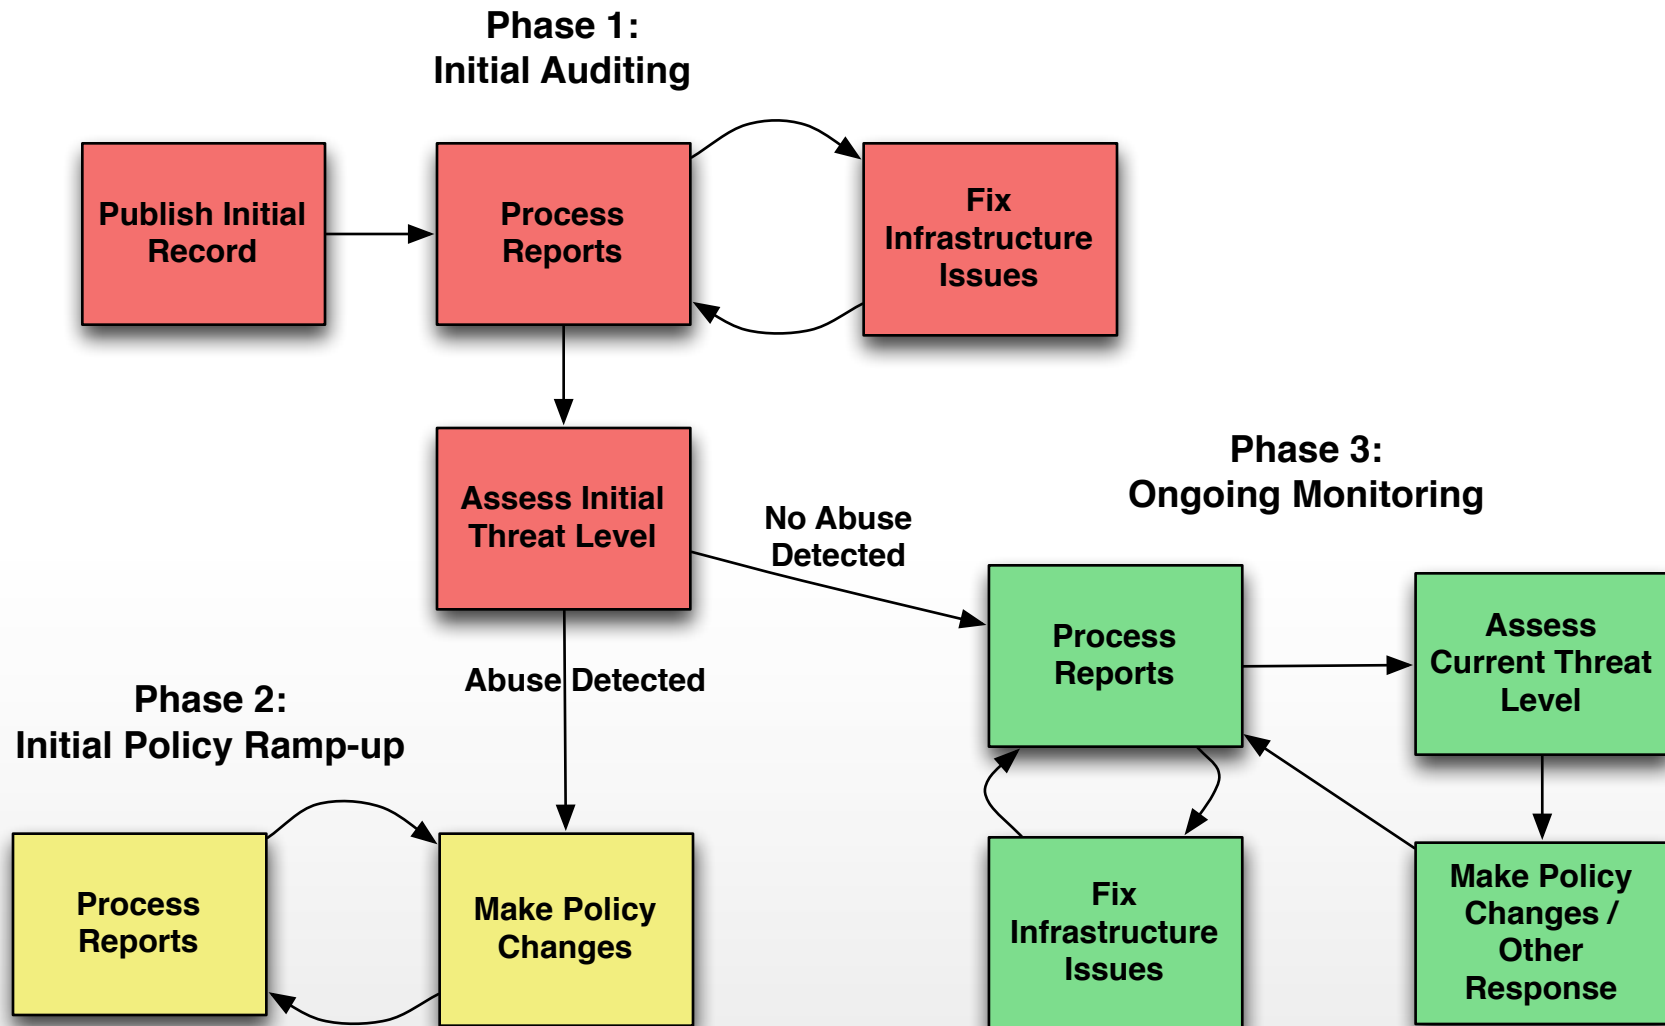 Phase 1:
Initial Auditing
Publish Initial
Record
Process
Reports
Fix
Infrastructure
Issues
Assess Initial
Threat Level
No Abuse
Detected
Abuse Detected
Phase 3:
Ongoing Monitoring
Process
Reports
Assess
Current Threat
Level
Phase 2:
Initial Policy Ramp-up
Process
Reports
Make Policy
Changes
Fix
Infrastructure
Issues
Make Policy
Changes /
Other
Response